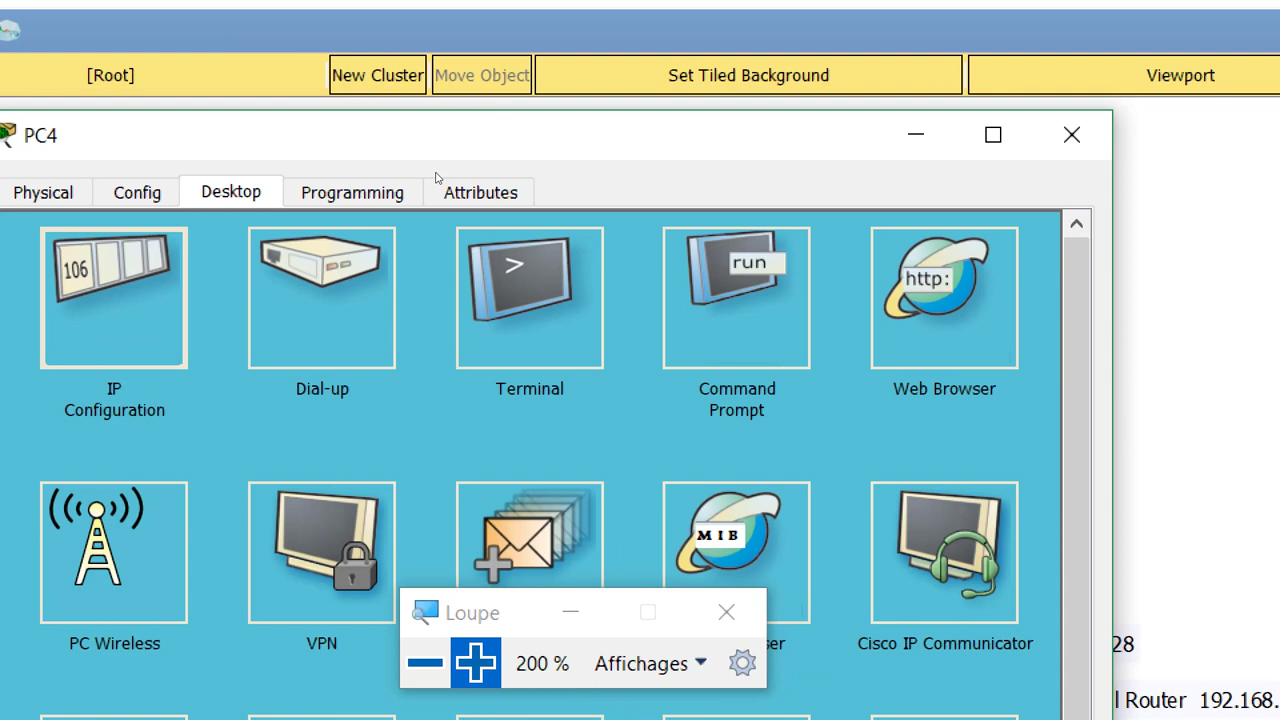 [Root] New Cluster Move Object Set Tiled Background Viewport
PC4
Physical Config Desktop Programming Attributes
106
>
run
http:
IP
Configuration
Dial-up
Terminal
Command
Prompt
Web Browser
M I B
PC Wireless
VPN
ser
Cisco IP Communicator
Loupe
200 %
Affichages
28
l Router 192.168.